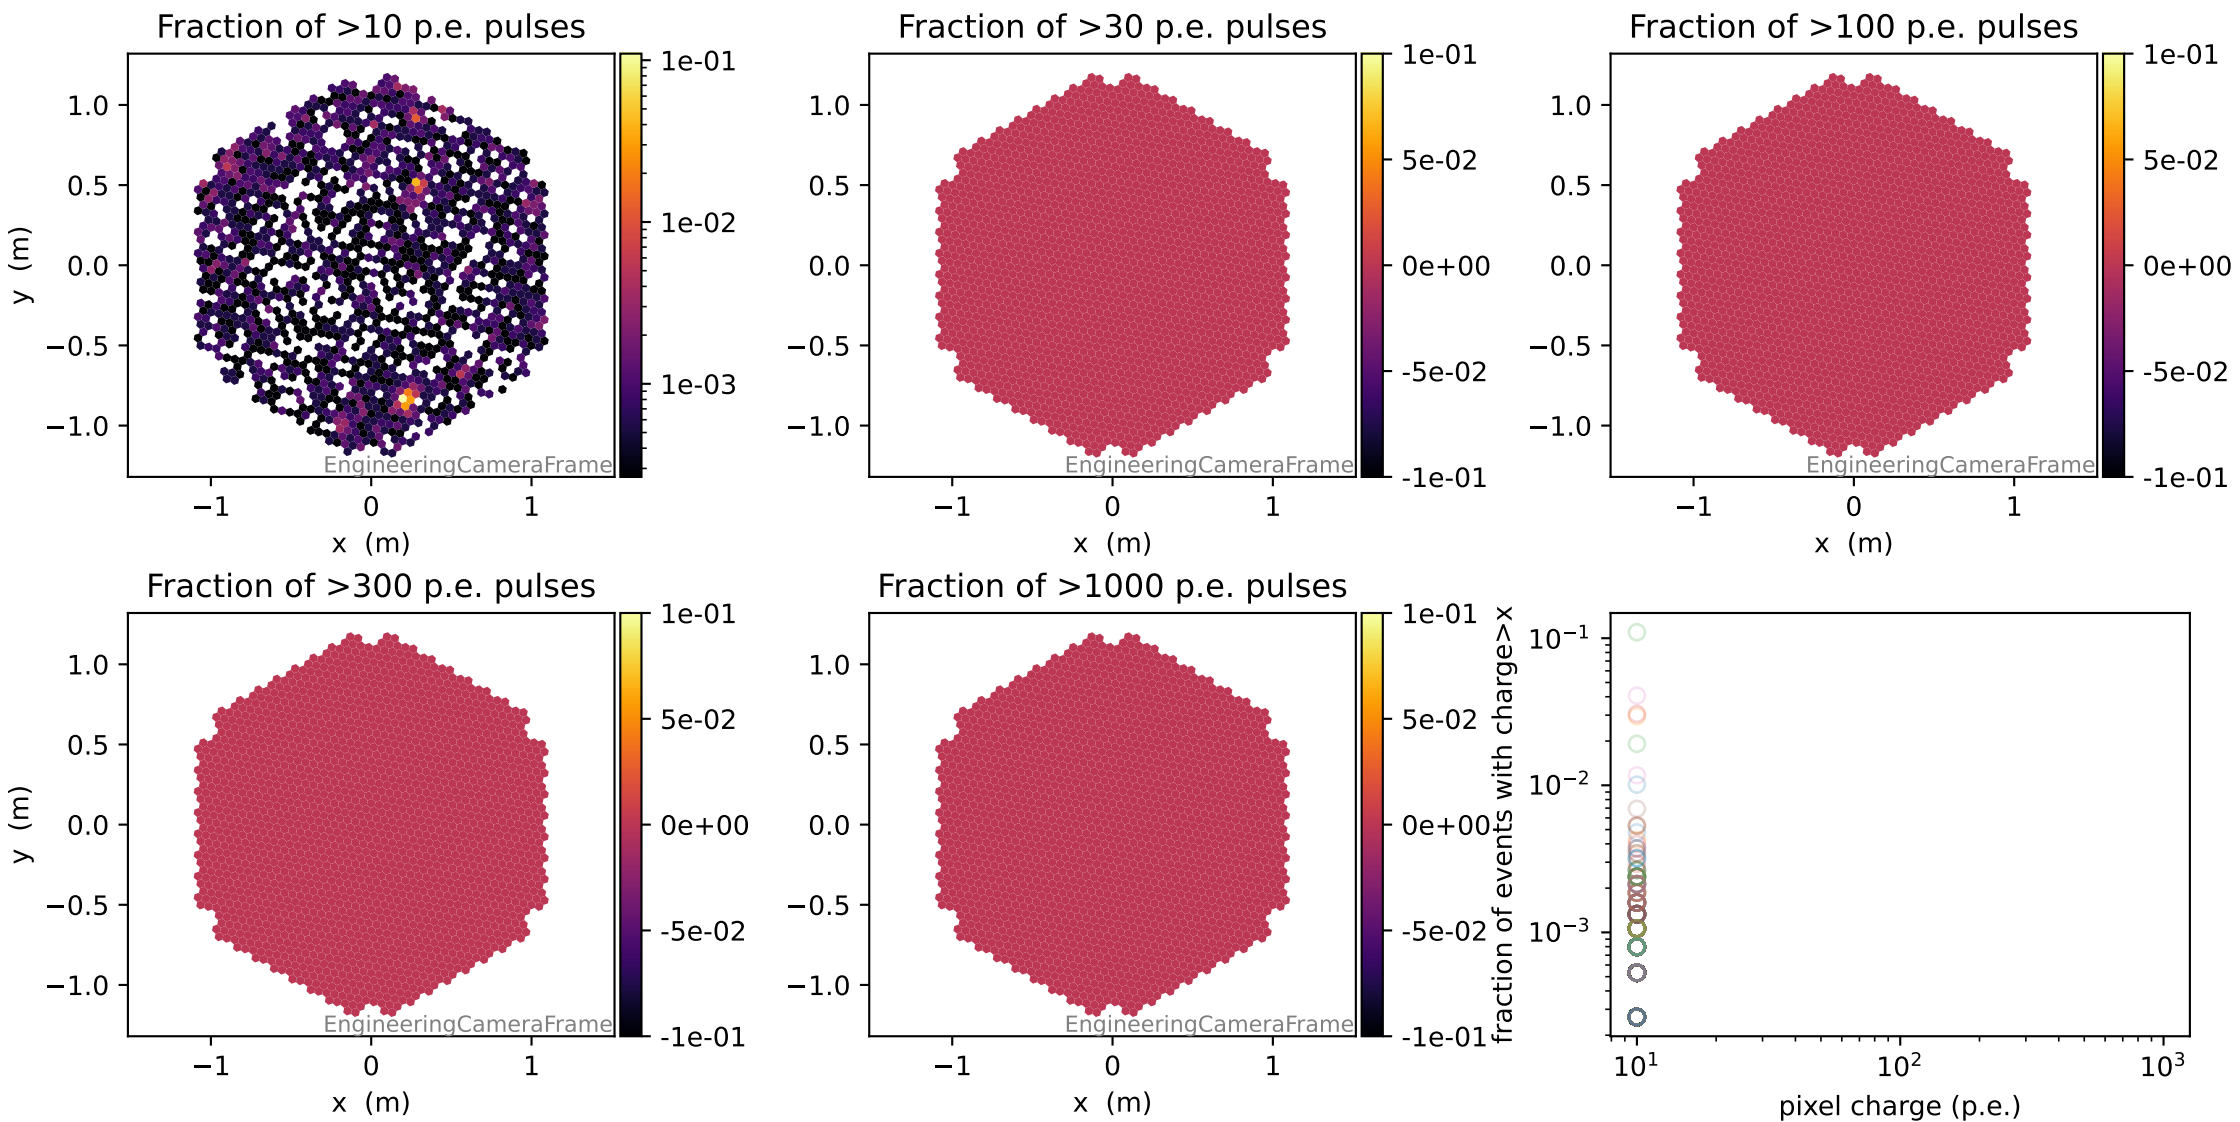 Fraction of >10 p.e. pulses
1e-01
1e-02
1e-03
1.0
0.5
0.0
−0.5
−1.0
y (m)
EngineeringCameraFrame
−1 0 1
x (m)
Fraction of >30 p.e. pulses
1e-01
5e-02
0e+00
-5e-02
-1e-01
1.0
0.5
0.0
−0.5
−1.0
EngineeringCameraFrame
−1 0 1
x (m)
Fraction of >100 p.e. pulses
1e-01
5e-02
0e+00
-5e-02
-1e-01
1.0
0.5
0.0
−0.5
−1.0
EngineeringCameraFrame
−1 0 1
x (m)
Fraction of >300 p.e. pulses
1e-01
5e-02
0e+00
-5e-02
-1e-01
1.0
0.5
0.0
−0.5
−1.0
y (m)
EngineeringCameraFrame
−1 0 1
x (m)
Fraction of >1000 p.e. pulses
1e-01
5e-02
0e+00
-5e-02
-1e-01
1.0
0.5
0.0
−0.5
−1.0
EngineeringCameraFrame
−1 0 1
x (m)
fraction of events with charge>x
10⁻¹
10⁻²
10⁻³
10¹ 10² 10³
pixel charge (p.e.)